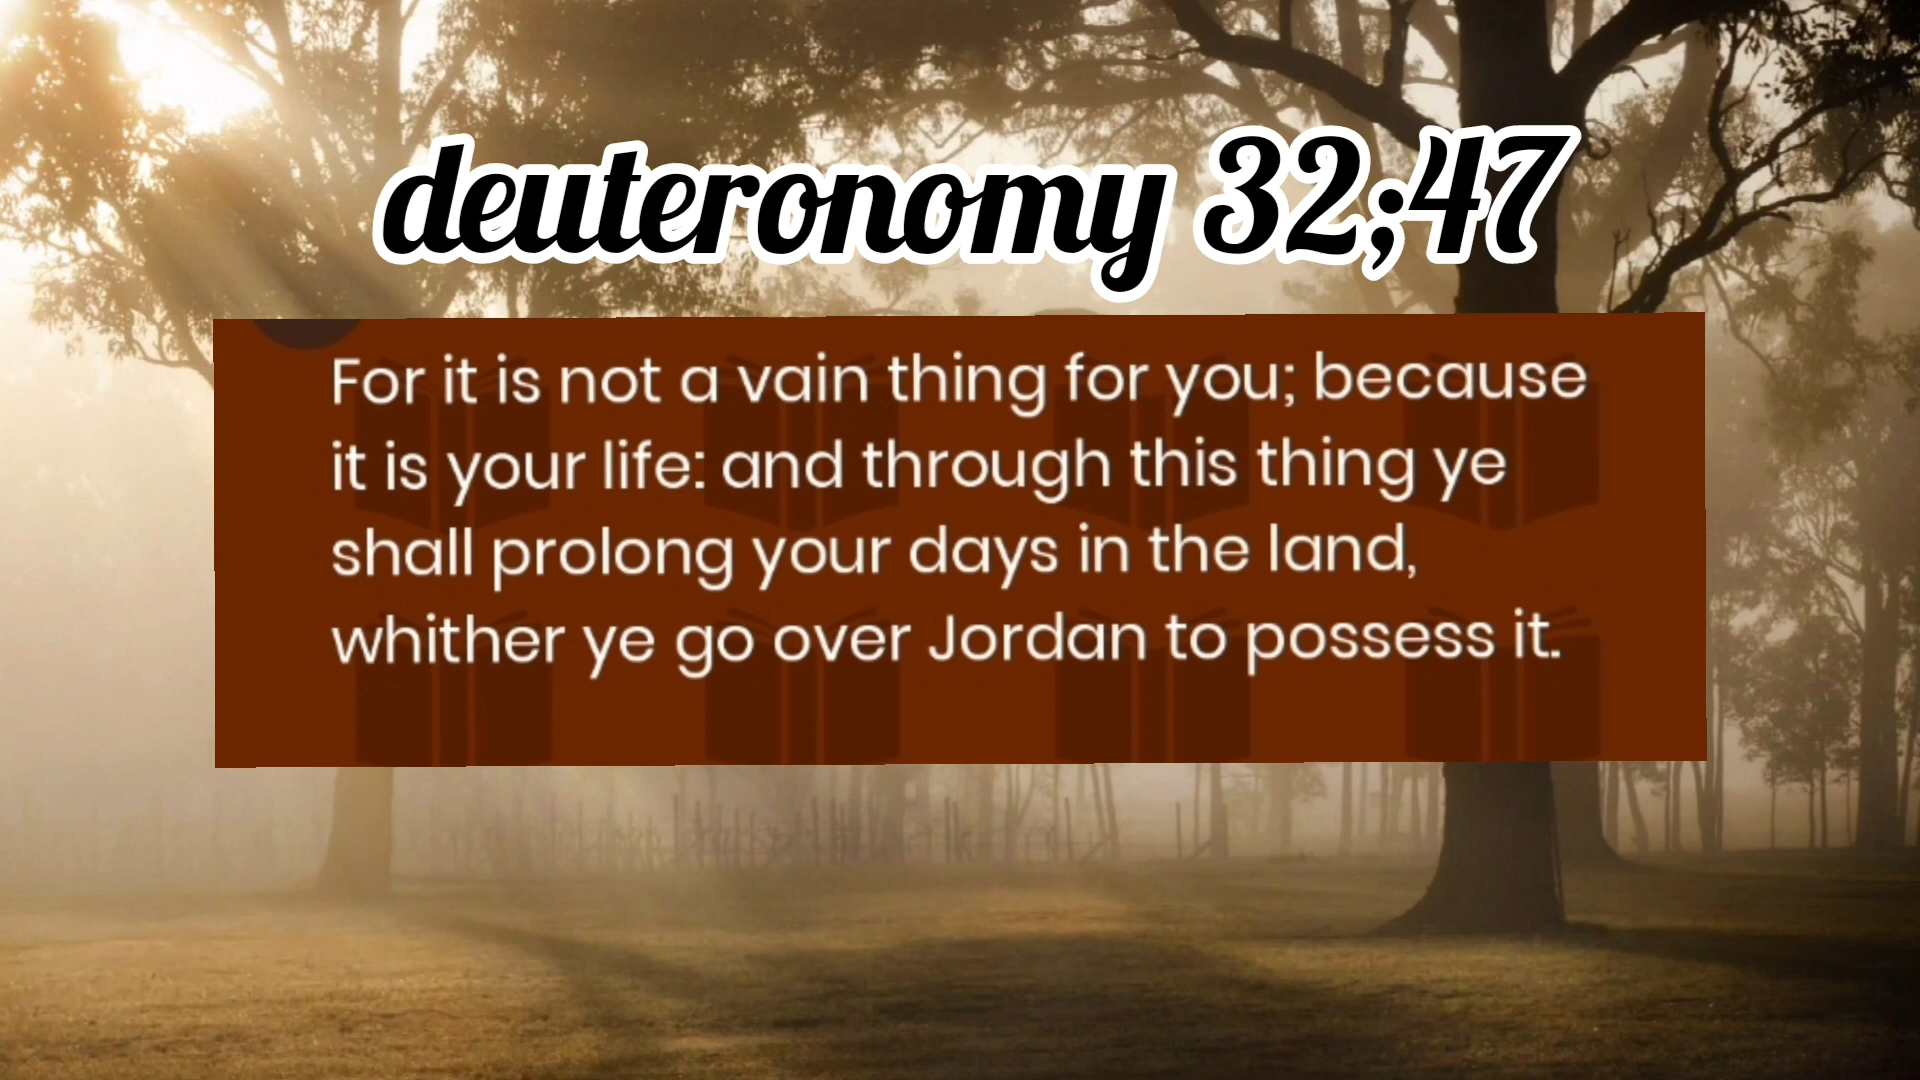 deuteronomy 32;47
For it is not a vain thing for you; because
it is your life: and through this thing ye
shall prolong your days in the land,
whither ye go over Jordan to possess it.